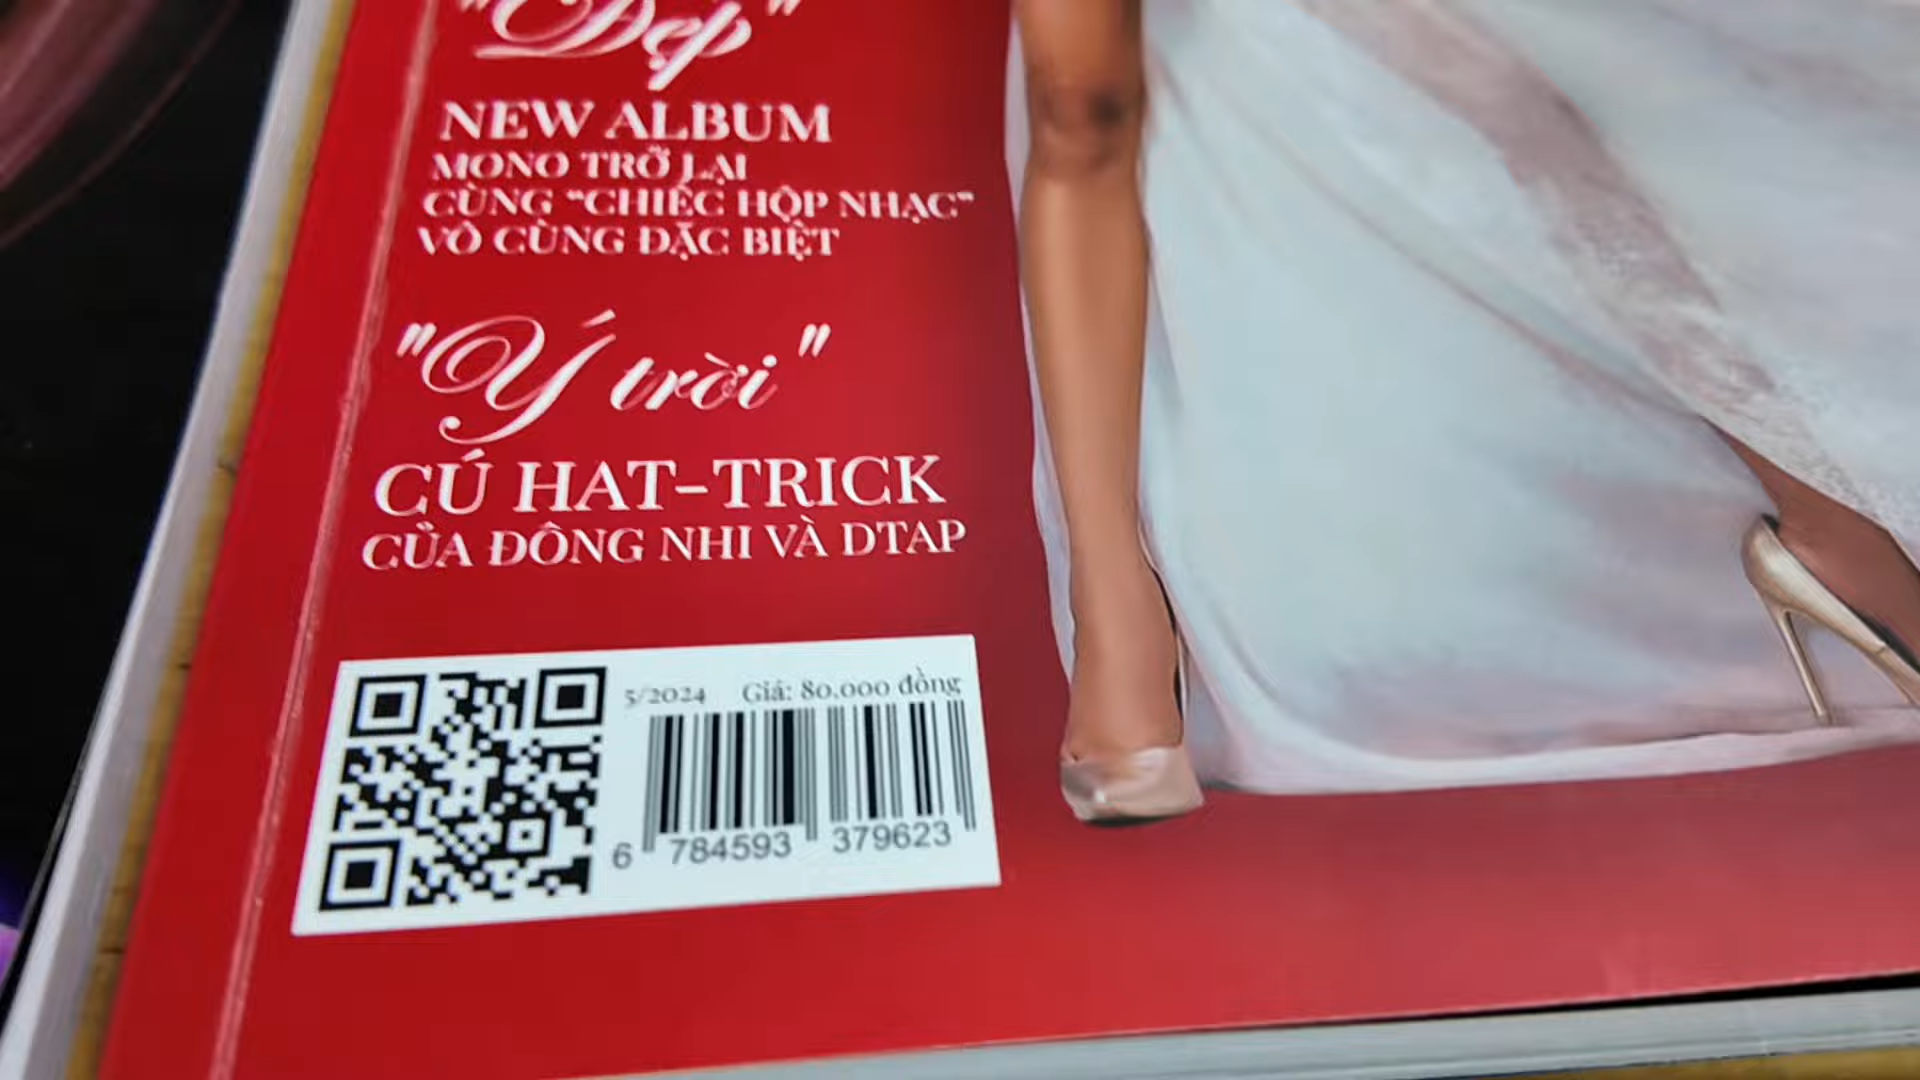 "Đẹp"
NEW ALBUM
MONO TRỞ LẠI
CÙNG "CHIẾC HỘP NHẠC"
VÔ CÙNG ĐẶC BIỆT
"Ý trời"
CÚ HAT-TRICK
CỦA ĐÔNG NHI VÀ DTAP
5/2024 Giá: 80.000 đồng
6 784593 379623